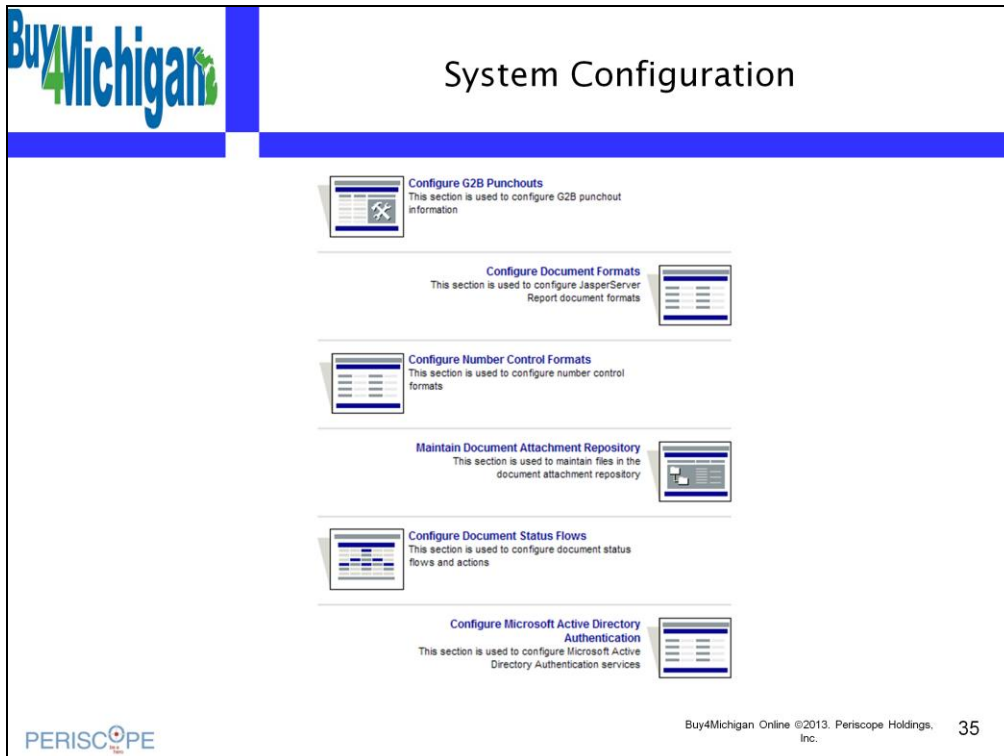 Buy4Michigan
System Configuration
Configure G2B Punchouts
This section is used to configure G2B punchout
information
Configure Document Formats
This section is used to configure JasperServer
Report document formats
Configure Number Control Formats
This section is used to configure number control
formats
Maintain Document Attachment Repository
This section is used to maintain files in the
document attachment repository
Configure Document Status Flows
This section is used to configure document status
flows and actions
Configure Microsoft Active Directory
Authentication
This section is used to configure Microsoft Active
Directory Authentication services
PERISCOPE
Buy4Michigan Online ©2013. Periscope Holdings,
Inc.
35